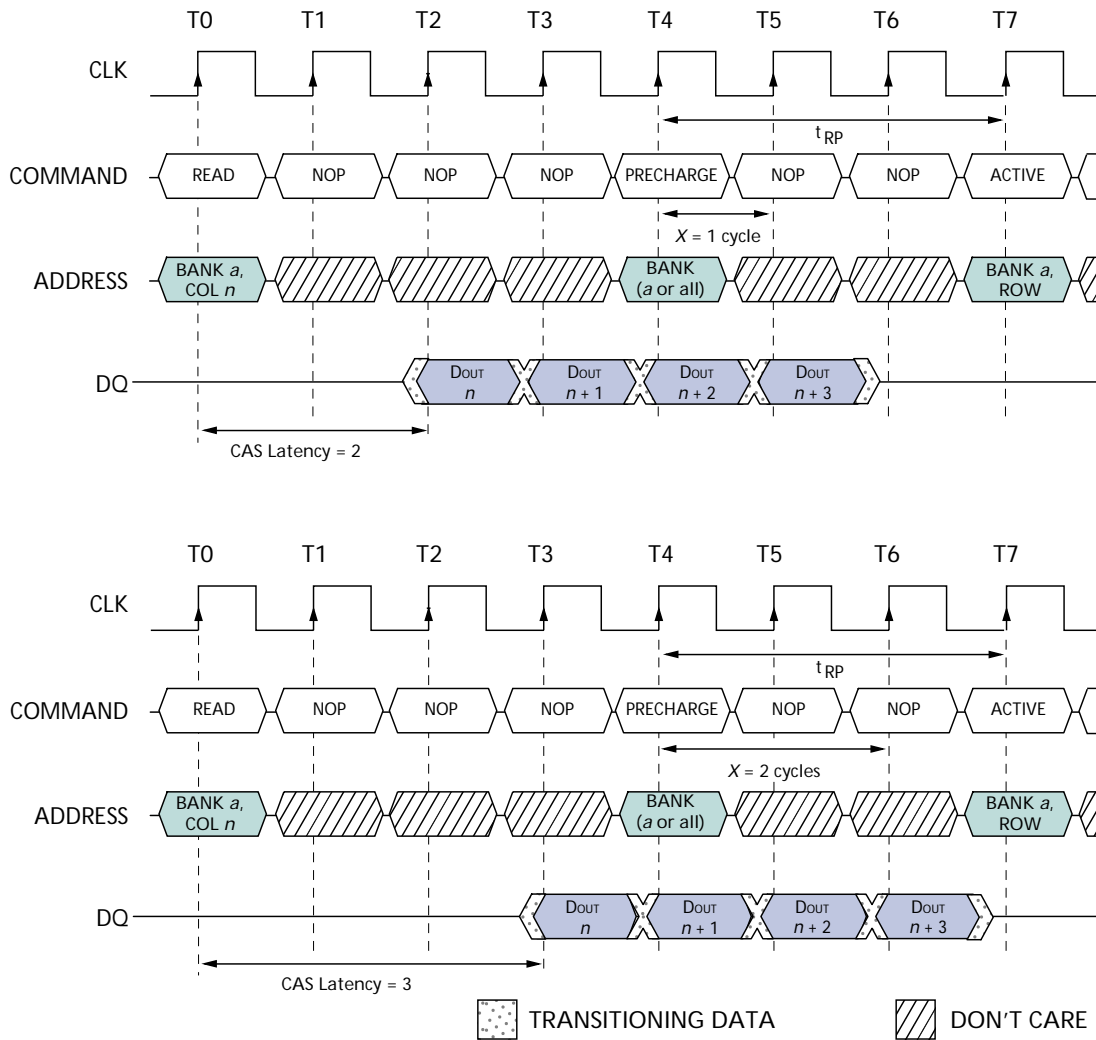 T0 T1 T2 T3 T4 T5 T6 T7
CLK
t RP
COMMAND READ NOP NOP NOP PRECHARGE NOP NOP ACTIVE
X = 1 cycle
ADDRESS BANK a, COL n BANK (a or all) BANK a, ROW
DQ DOUT n DOUT n + 1 DOUT n + 2 DOUT n + 3
CAS Latency = 2
T0 T1 T2 T3 T4 T5 T6 T7
CLK
t RP
COMMAND READ NOP NOP NOP PRECHARGE NOP NOP ACTIVE
X = 2 cycles
ADDRESS BANK a, COL n BANK (a or all) BANK a, ROW
DQ DOUT n DOUT n + 1 DOUT n + 2 DOUT n + 3
CAS Latency = 3
TRANSITIONING DATA DON'T CARE